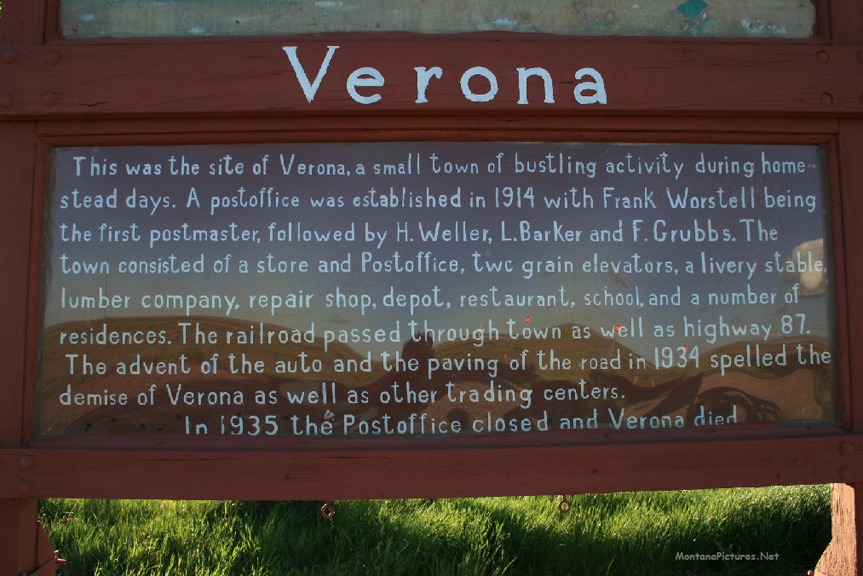 Verona
This was the site of Verona, a small town of bustling activity during home-
stead days. A postoffice was established in 1914 with Frank Worstell being
the first postmaster, followed by H. Weller, L. Barker and F. Grubbs. The
town consisted of a store and Postoffice, two grain elevators, a livery stable,
lumber company, repair shop, depot, restaurant, school, and a number of
residences. The railroad passed through town as well as highway 87.
The advent of the auto and the paving of the road in 1934 spelled the
demise of Verona as well as other trading centers.
In 1935 the Postoffice closed and Verona died
MontanaPictures.Net